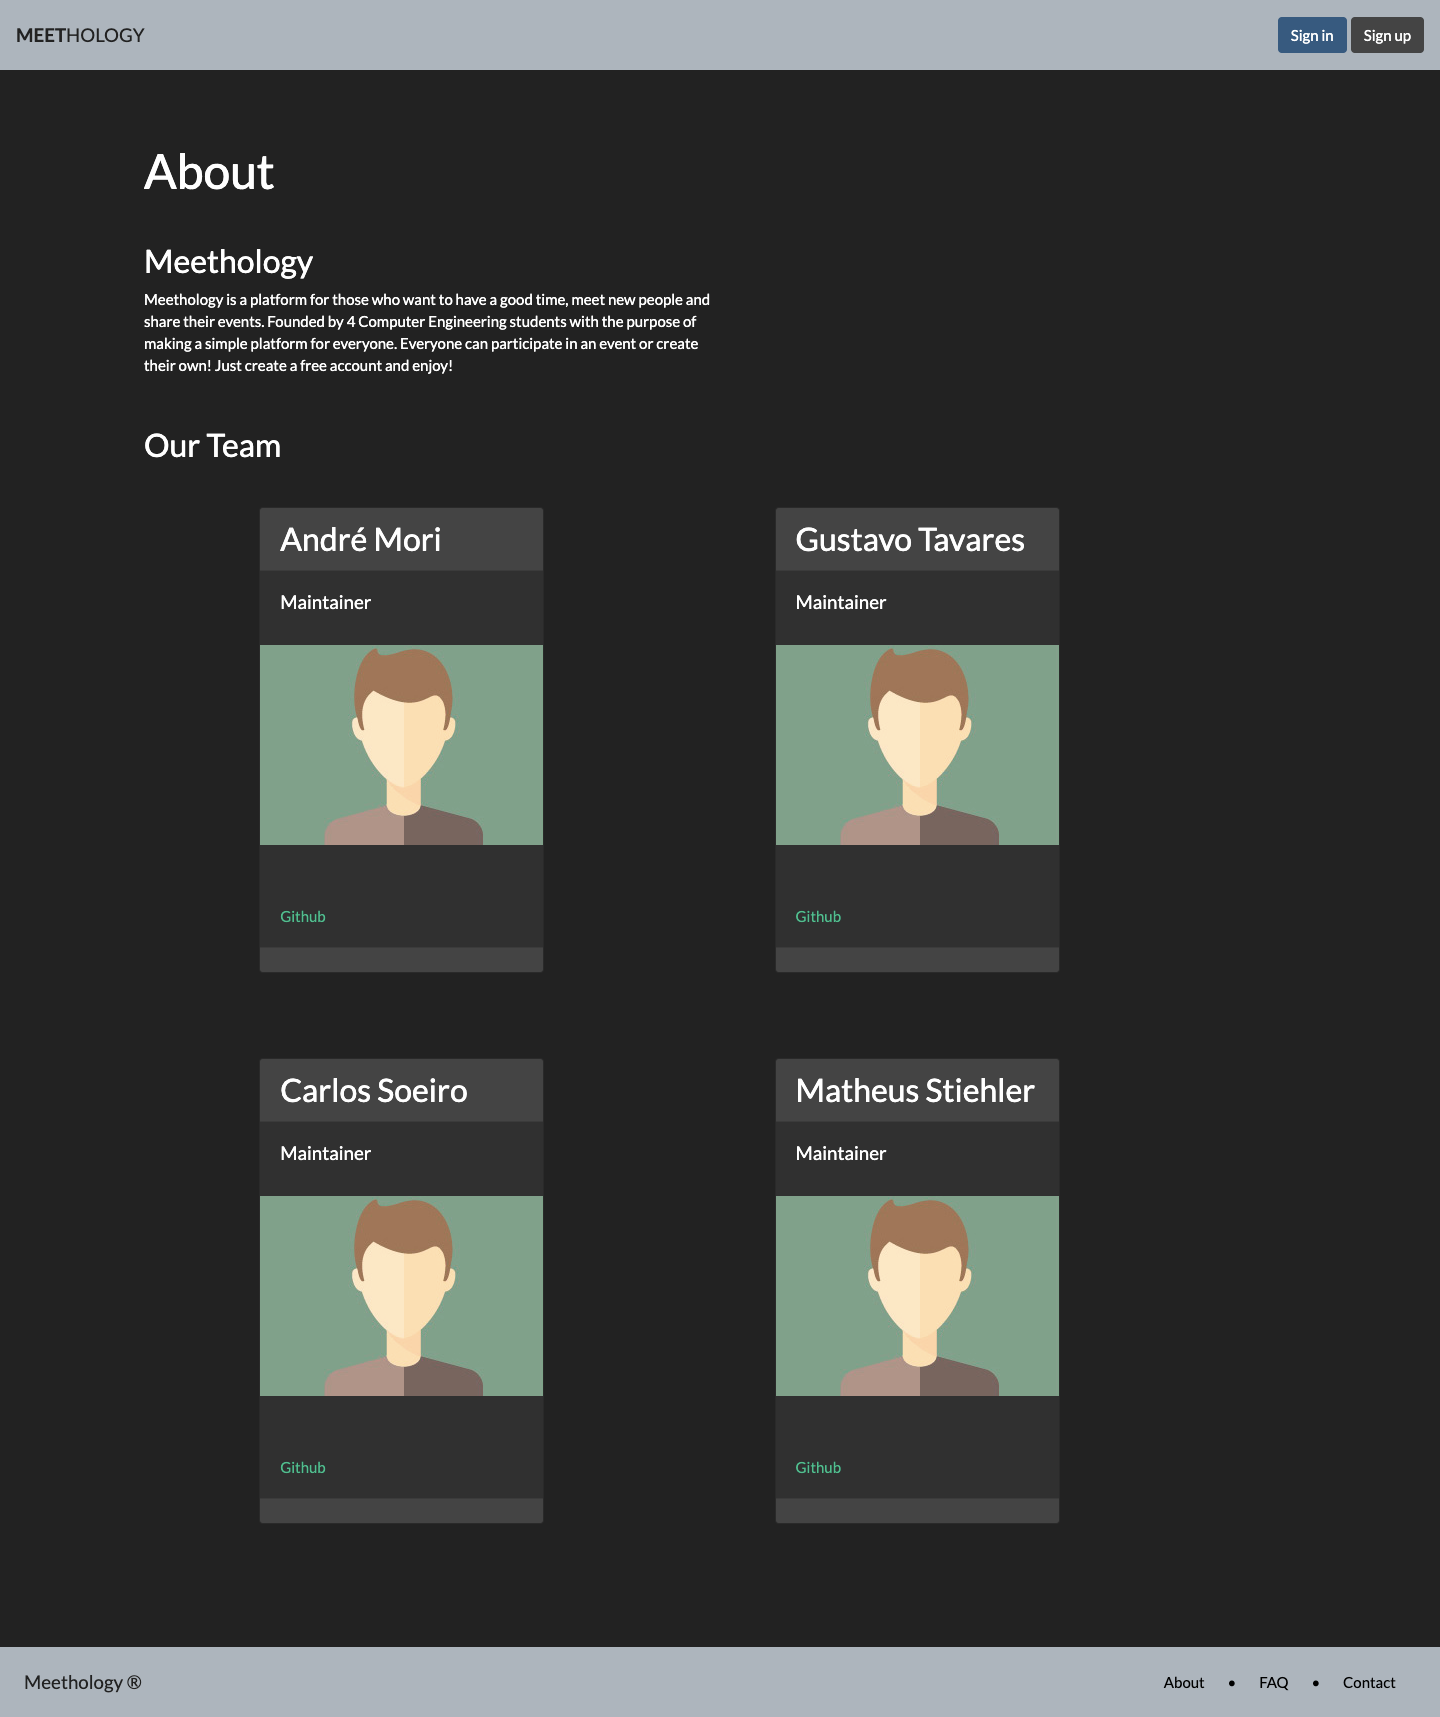 MEETHOLOGY
Sign in
Sign up
About
Meethology
Meethology is a platform for those who want to have a good time, meet new people and
share their events. Founded by 4 Computer Engineering students with the purpose of
making a simple platform for everyone. Everyone can participate in an event or create
their own! Just create a free account and enjoy!
Our Team
André Mori
Maintainer
Github
Gustavo Tavares
Maintainer
Github
Carlos Soeiro
Maintainer
Github
Matheus Stiehler
Maintainer
Github
Meethology ®
About • FAQ • Contact